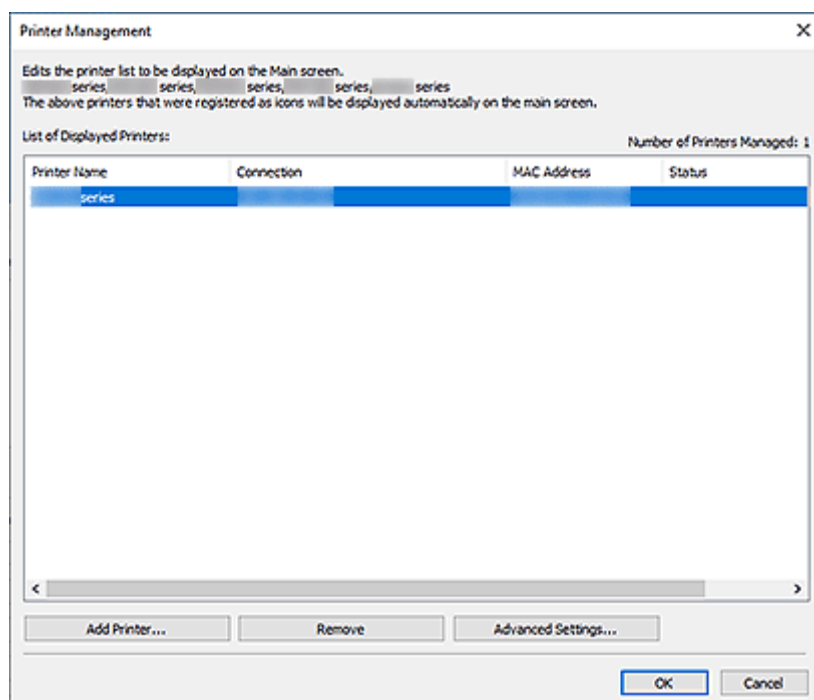 Printer Management
Edits the printer list to be displayed on the Main screen.
series, series, series, series, series
The above printers that were registered as icons will be displayed automatically on the main screen.
List of Displayed Printers:
Number of Printers Managed: 1
Printer Name Connection MAC Address Status
series
Add Printer... Remove Advanced Settings...
OK Cancel